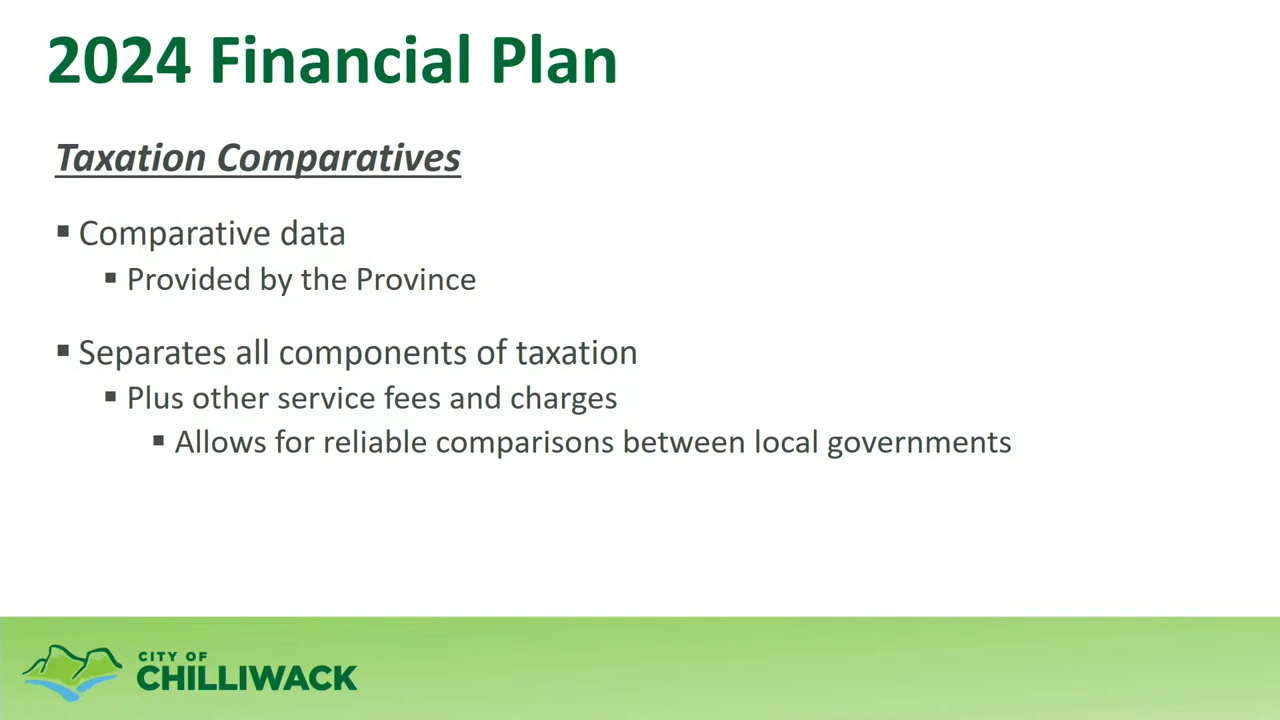 2024 Financial Plan
Taxation Comparatives
▪ Comparative data
▪ Provided by the Province
▪ Separates all components of taxation
▪ Plus other service fees and charges
▪ Allows for reliable comparisons between local governments
CITY OF
CHILLIWACK